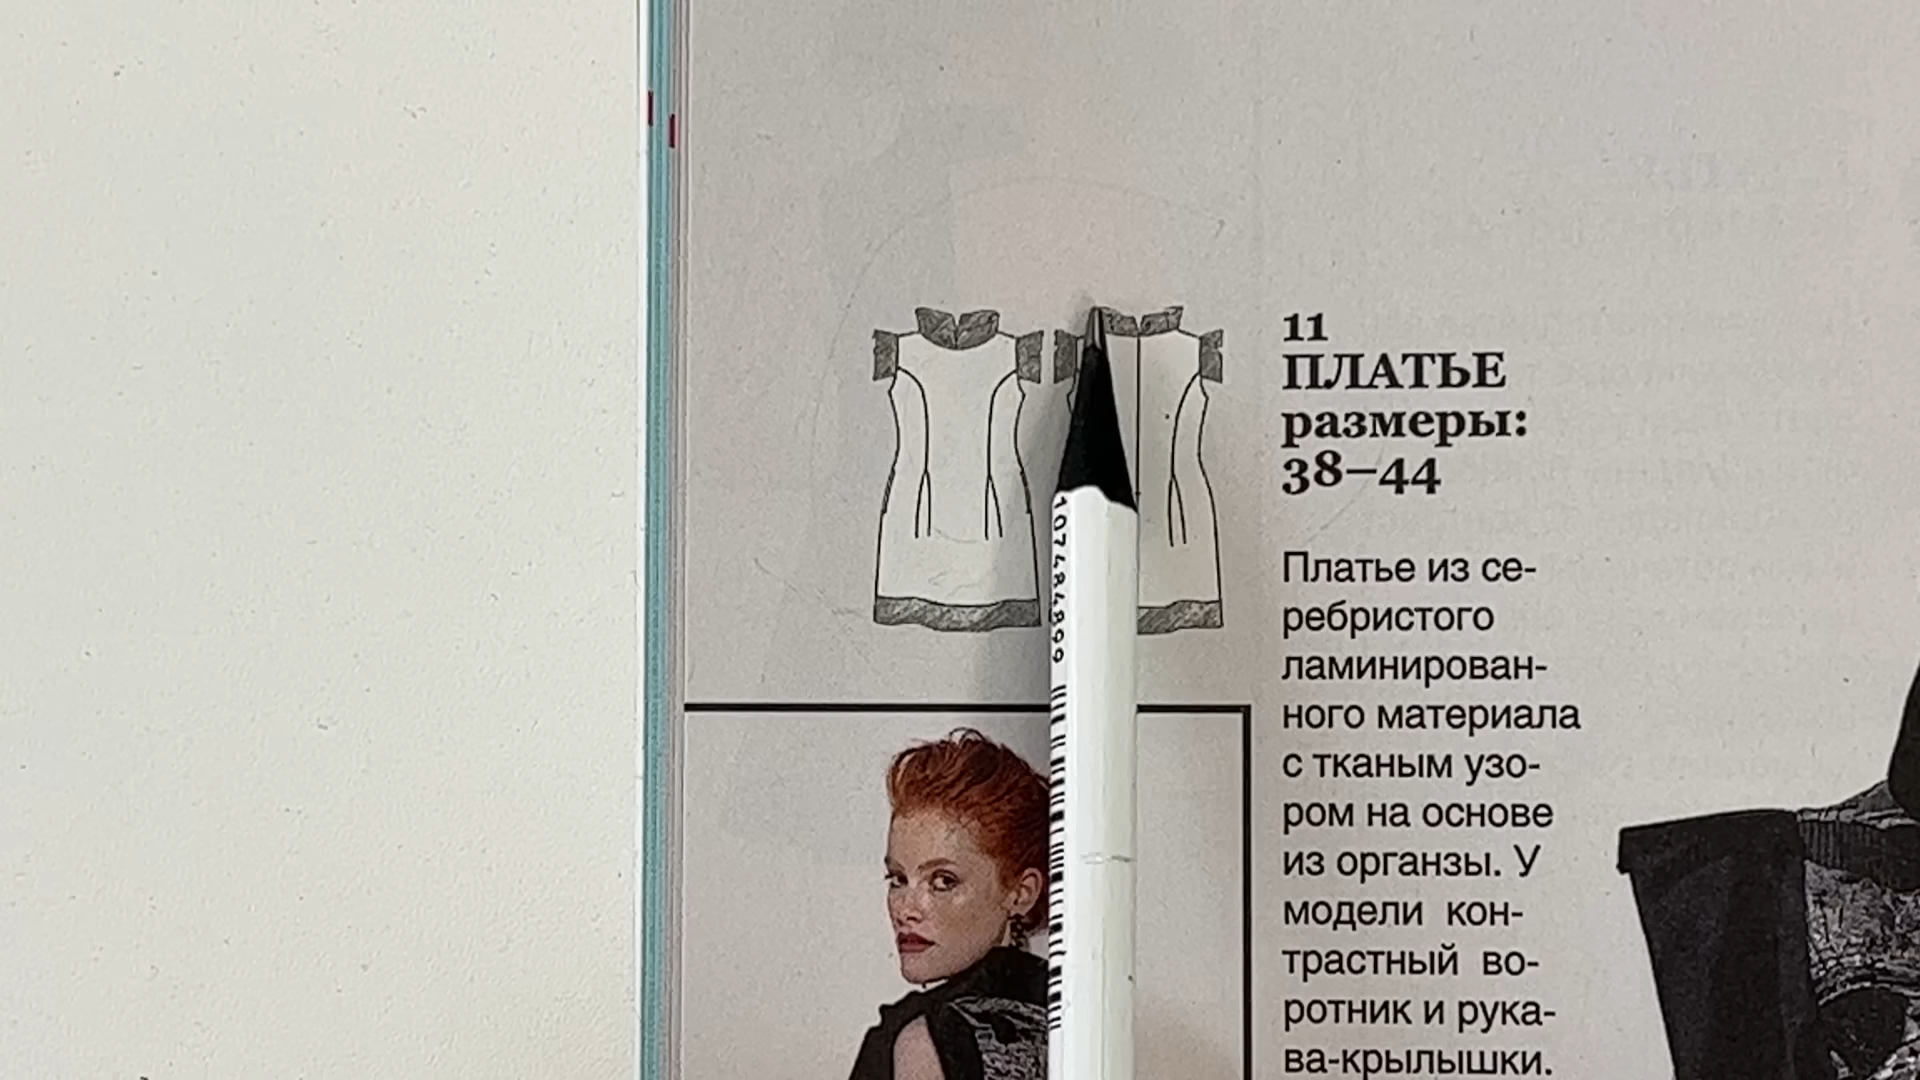 11
ПЛАТЬЕ
размеры:
38–44
Платье из се-
ребристого
ламинирован-
ного материала
с тканым узо-
ром на основе
из органзы. У
модели кон-
трастный во-
ротник и рука-
ва-крылышки.